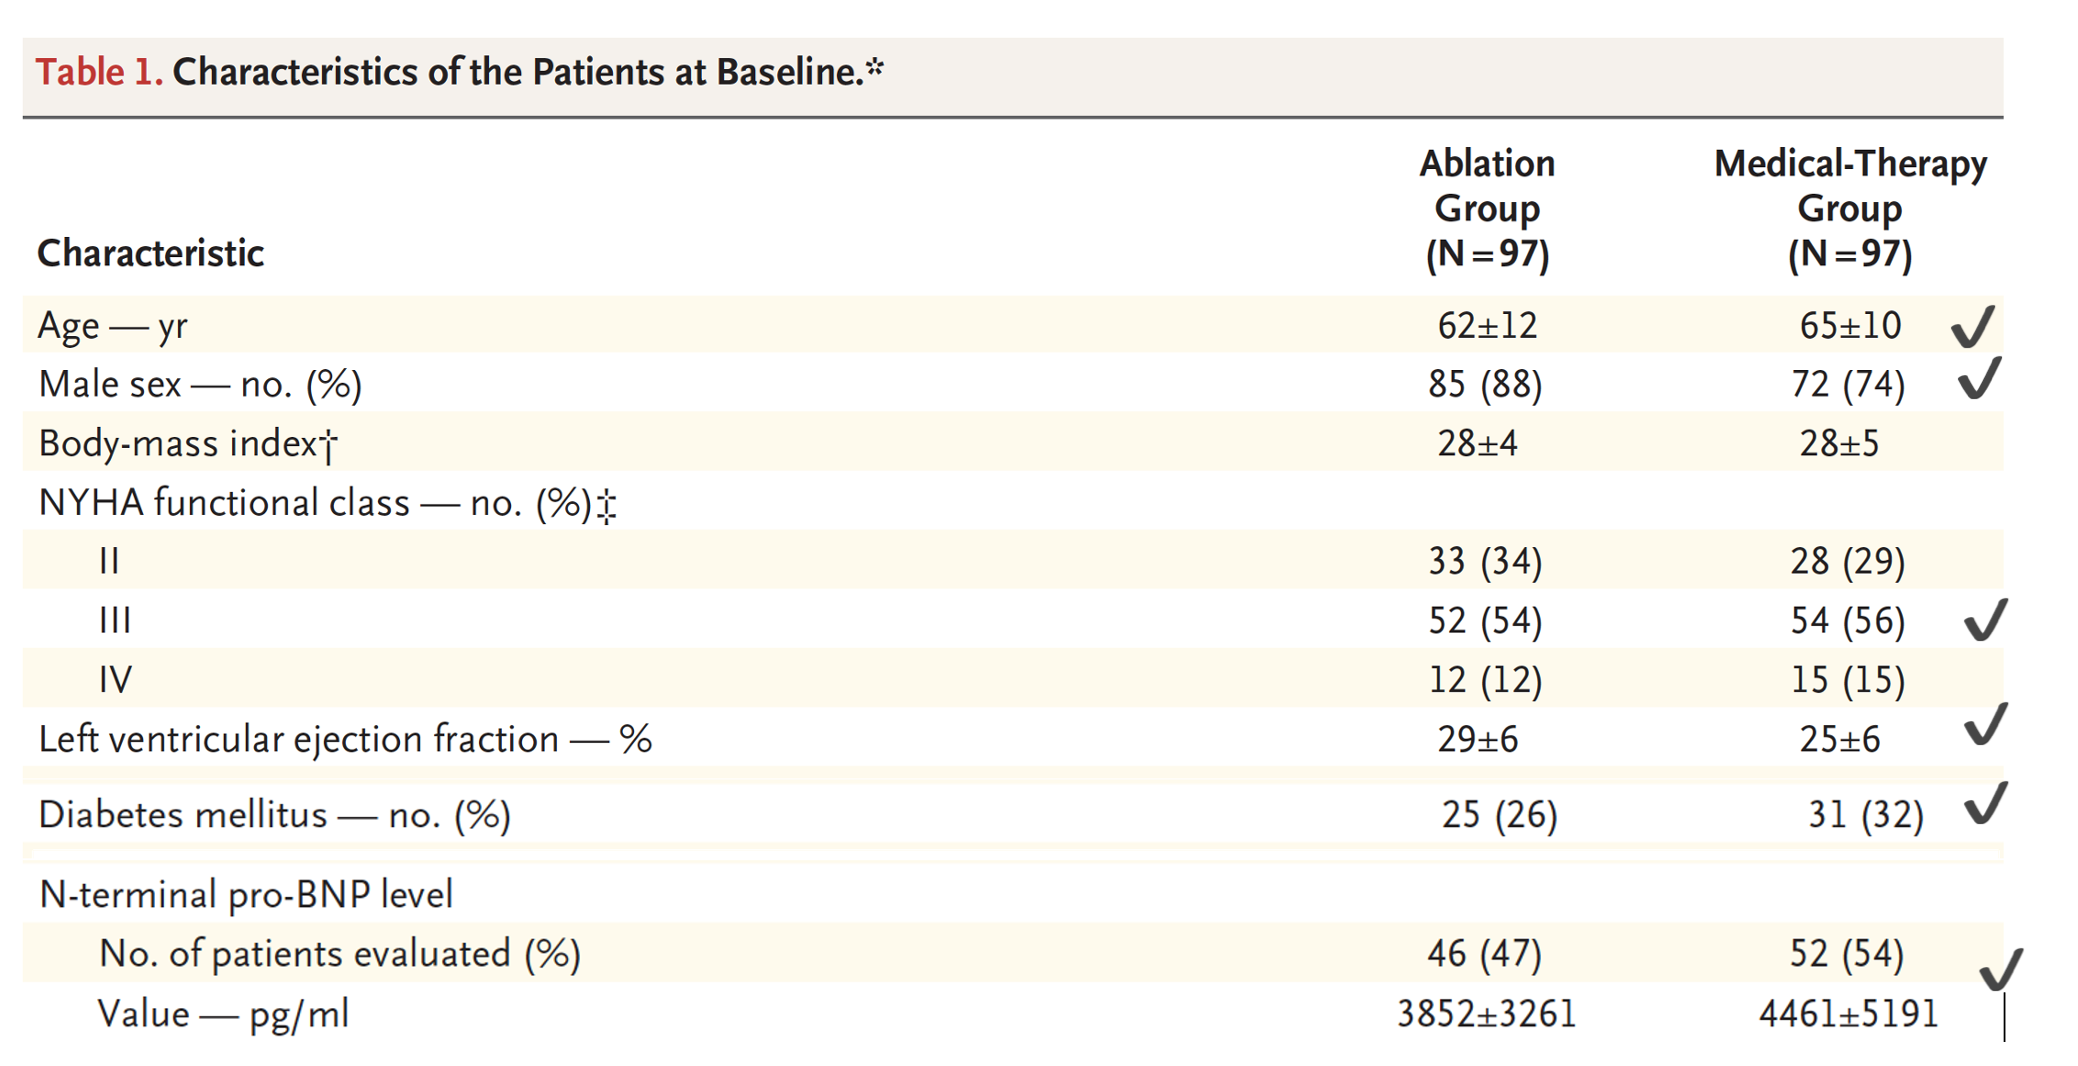 Table 1. Characteristics of the Patients at Baseline.*
Characteristic Ablation Group (N=97) Medical-Therapy Group (N=97)
Age — yr 62±12 65±10 ✓
Male sex — no. (%) 85 (88) 72 (74) ✓
Body-mass index† 28±4 28±5
NYHA functional class — no. (%)‡
II 33 (34) 28 (29)
III 52 (54) 54 (56) ✓
IV 12 (12) 15 (15)
Left ventricular ejection fraction — % 29±6 25±6 ✓
Diabetes mellitus — no. (%) 25 (26) 31 (32) ✓
N-terminal pro-BNP level
No. of patients evaluated (%) 46 (47) 52 (54) ✓
Value — pg/ml 3852±3261 4461±5191